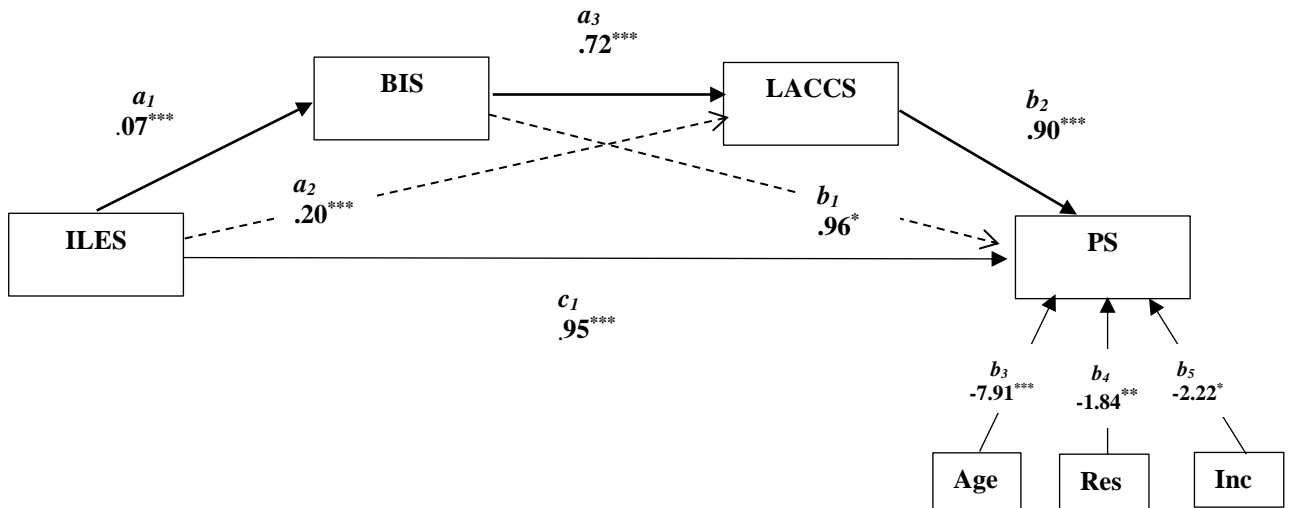 a3
.72***
BIS
LACCS
a1
.07***
b2
.90***
a2
.20***
b1
.96*
ILES
PS
c1
.95***
b3
-7.91***
b4
-1.84**
b5
-2.22*
Age
Res
Inc